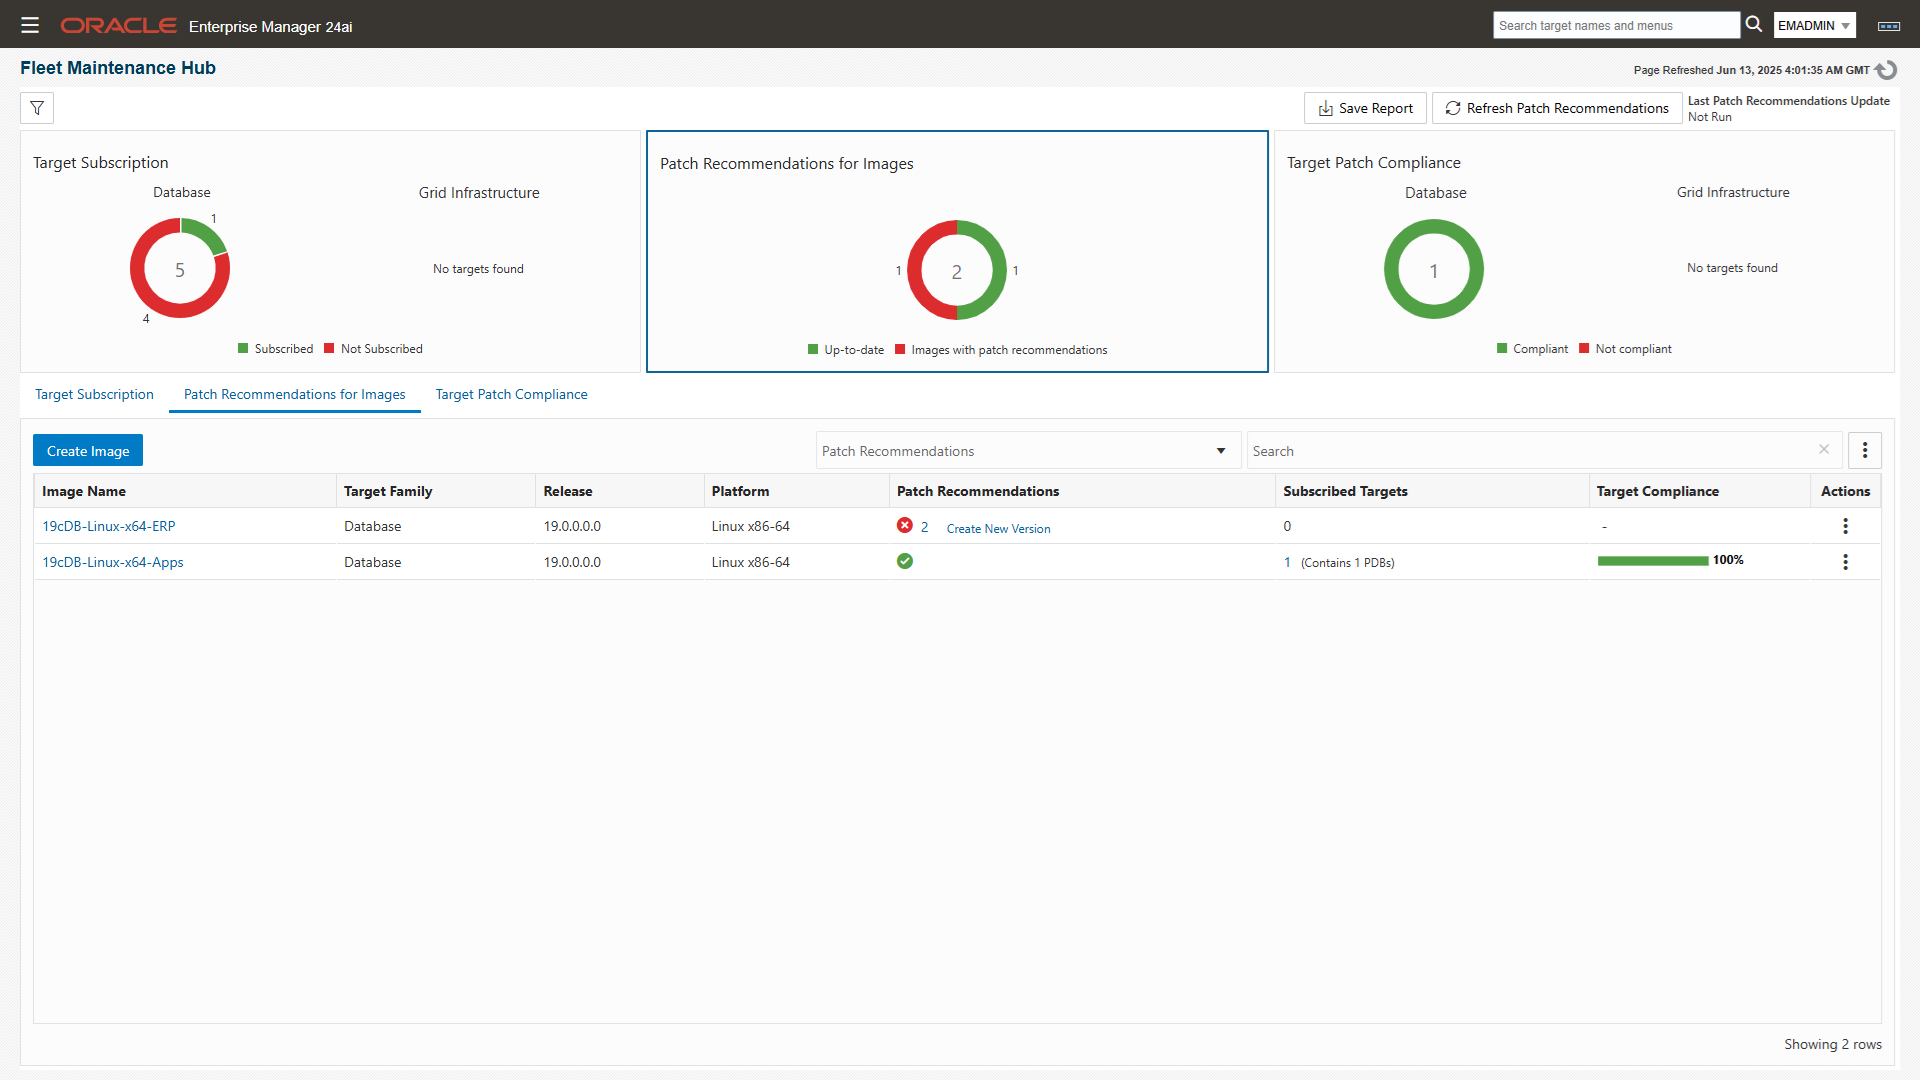 ORACLE Enterprise Manager 24ai
Search target names and menus
EMADMIN
Fleet Maintenance Hub
Page Refreshed Jun 13, 2025 4:01:35 AM GMT
Save Report
Refresh Patch Recommendations
Last Patch Recommendations Update
Not Run
Target Subscription
Database
Grid Infrastructure
1
5
4
No targets found
Subscribed
Not Subscribed
Patch Recommendations for Images
1
2
1
Up-to-date
Images with patch recommendations
Target Patch Compliance
Database
Grid Infrastructure
1
No targets found
Compliant
Not compliant
Target Subscription
Patch Recommendations for Images
Target Patch Compliance
Create Image
Patch Recommendations
Search
Image Name Target Family Release Platform Patch Recommendations Subscribed Targets Target Compliance Actions
19cDB-Linux-x64-ERP Database 19.0.0.0.0 Linux x86-64 2 Create New Version 0 -
19cDB-Linux-x64-Apps Database 19.0.0.0.0 Linux x86-64 1 (Contains 1 PDBs) 100%
Showing 2 rows